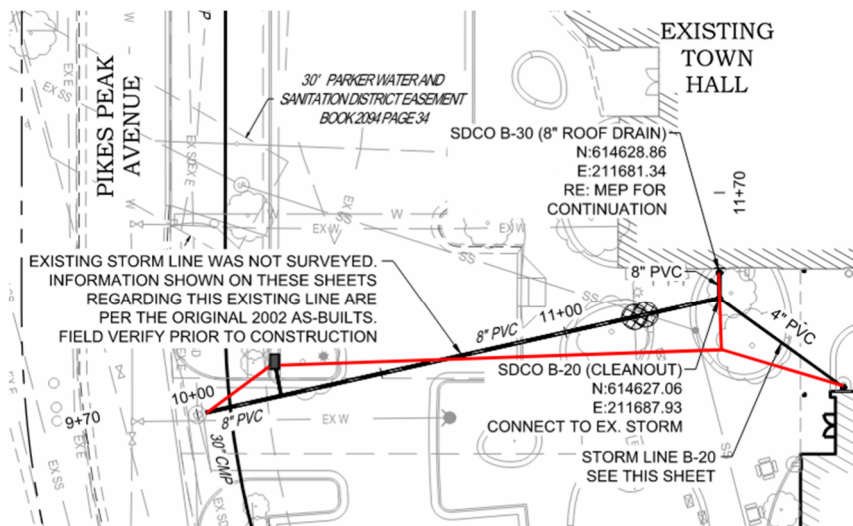 EXISTING
TOWN
HALL
PIKES PEAK
AVENUE
30' PARKER WATER AND
SANITATION DISTRICT EASEMENT
BOOK 2094 PAGE 34
SDCO B-30 (8" ROOF DRAIN)
N:614628.86
E:211681.34
RE: MEP FOR
CONTINUATION
11+70
EXISTING STORM LINE WAS NOT SURVEYED.
INFORMATION SHOWN ON THESE SHEETS
REGARDING THIS EXISTING LINE ARE
PER THE ORIGINAL 2002 AS-BUILTS.
FIELD VERIFY PRIOR TO CONSTRUCTION
8" PVC
11+00
8" PVC
4" PVC
SDCO B-20 (CLEANOUT)
N:614627.06
E:211687.93
CONNECT TO EX. STORM
STORM LINE B-20
SEE THIS SHEET
10+00
9+70
8" PVC
30" CMP
EX SS
EX W
EX W
W
W
SS
SS
SS
EX SS